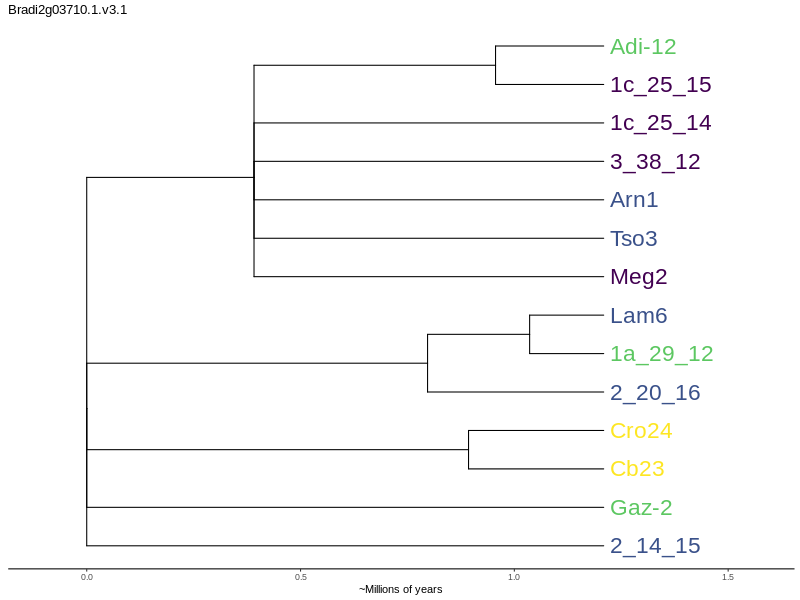 Bradi2g03710.1.v3.1
Adi-12
1c_25_15
1c_25_14
3_38_12
Arn1
Tso3
Meg2
Lam6
1a_29_12
2_20_16
Cro24
Cb23
Gaz-2
2_14_15
0.0 0.5 1.0 1.5
~Millions of years